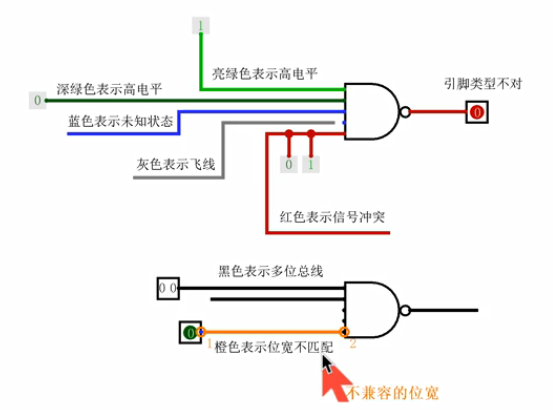 1
亮绿色表示高电平
深绿色表示高电平
引脚类型不对
0
0
蓝色表示未知状态
灰色表示飞线
0 1
红色表示信号冲突
黑色表示多位总线
0 0
0
1
2
橙色表示位宽不匹配
不兼容的位宽